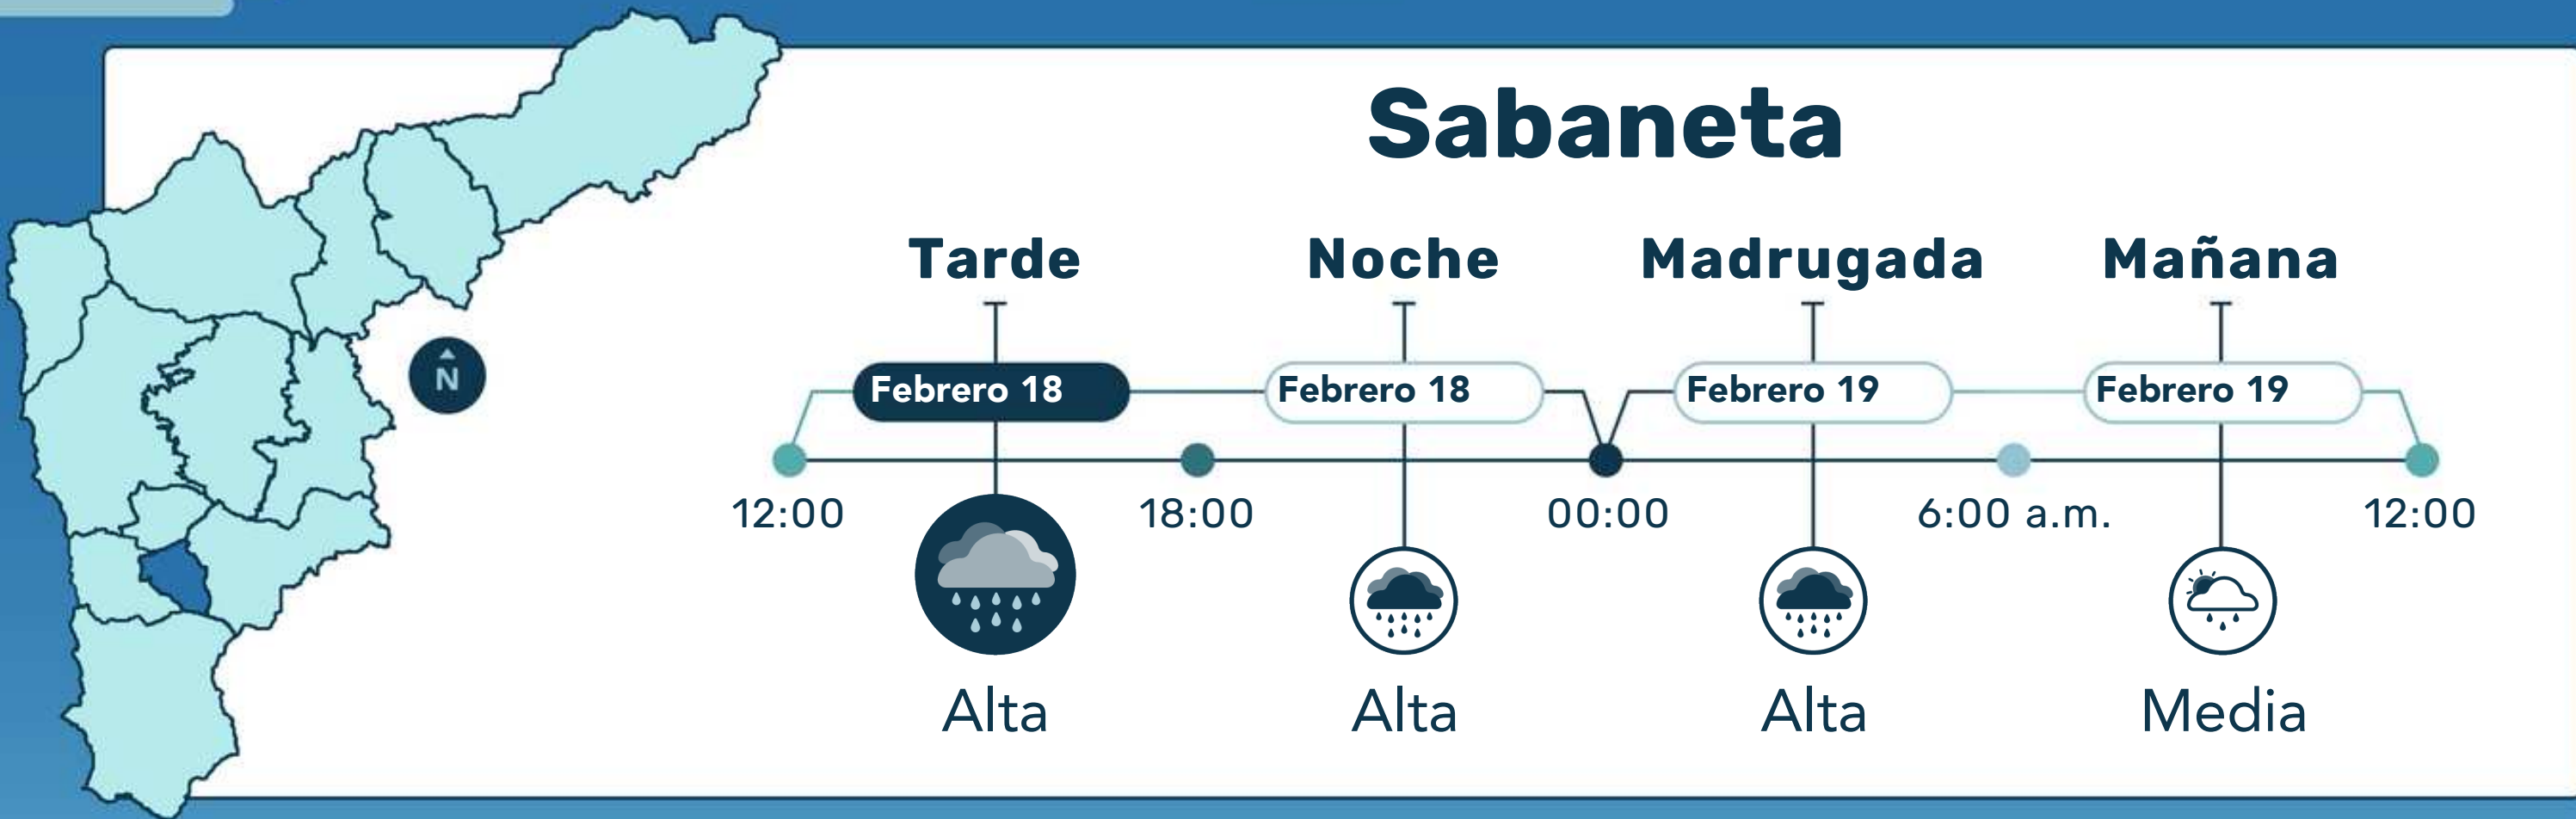 Sabaneta
Tarde Noche Madrugada Mañana
N
Febrero 18 Febrero 18 Febrero 19 Febrero 19
12:00 18:00 00:00 6:00 a.m. 12:00
Alta Alta Alta Media